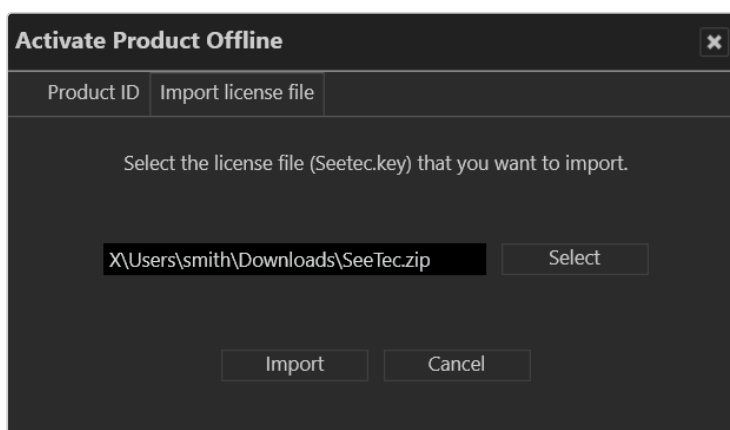 Activate Product Offline
Product ID Import license file
Select the license file (Seetec.key) that you want to import.
X\Users\smith\Downloads\SeeTec.zip Select
Import Cancel